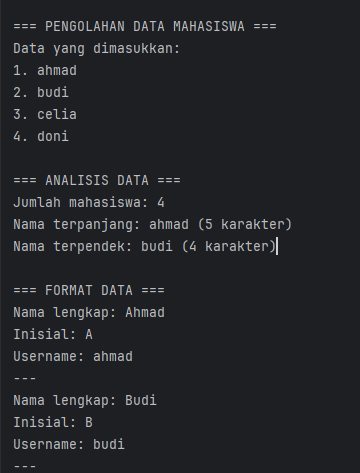 === PENGOLAHAN DATA MAHASISWA ===
Data yang dimasukkan:
1. ahmad
2. budi
3. celia
4. doni
=== ANALISIS DATA ===
Jumlah mahasiswa: 4
Nama terpanjang: ahmad (5 karakter)
Nama terpendek: budi (4 karakter)
=== FORMAT DATA ===
Nama lengkap: Ahmad
Inisial: A
Username: ahmad
---
Nama lengkap: Budi
Inisial: B
Username: budi
---